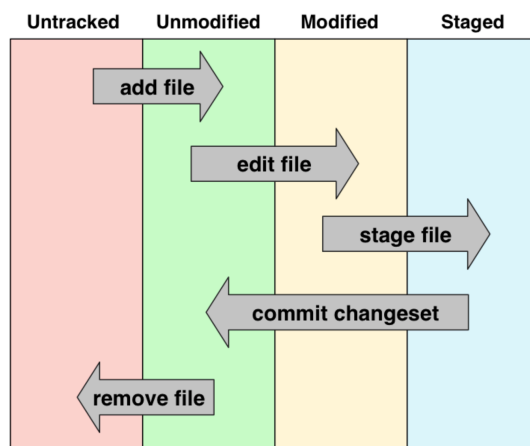 Untracked Unmodified Modified Staged
add file
edit file
stage file
commit changeset
remove file